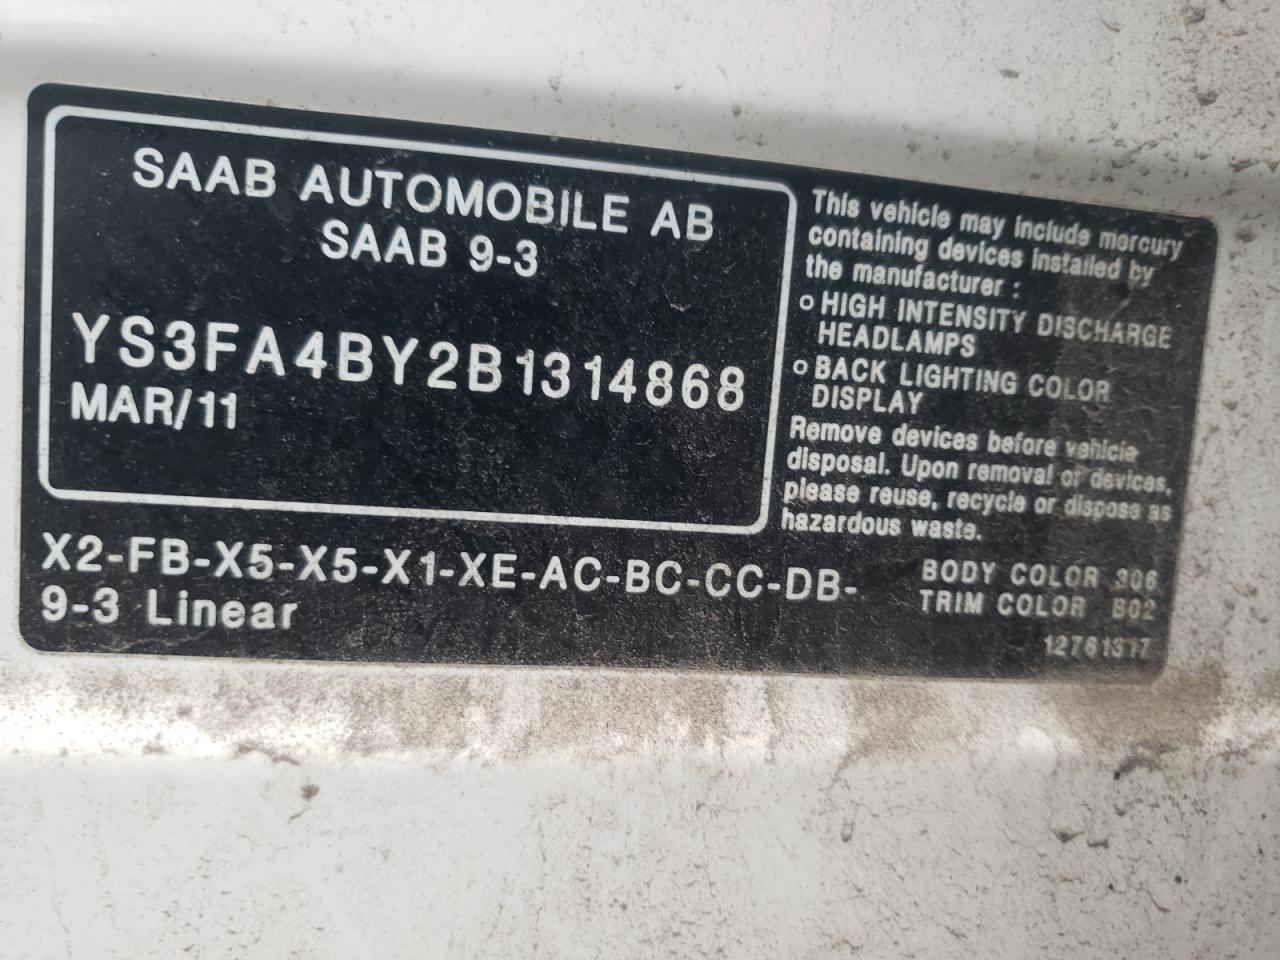 SAAB AUTOMOBILE AB
SAAB 9-3
YS3FA4BY2B1314868
MAR/11
This vehicle may include mercury
containing devices installed by
the manufacturer :
o HIGH INTENSITY DISCHARGE
HEADLAMPS
o BACK LIGHTING COLOR
DISPLAY
Remove devices before vehicle
disposal. Upon removal of devices,
please reuse, recycle or dispose as
hazardous waste.
X2-FB-X5-X5-X1-XE-AC-BC-CC-DB-
9-3 Linear
BODY COLOR 306
TRIM COLOR B02
12761317